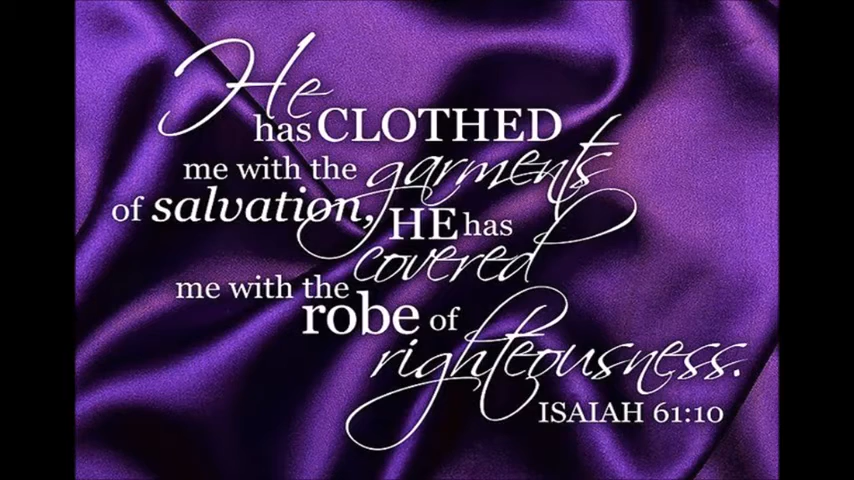 He
has CLOTHED
me with the garments
of salvation, HE has
covered
me with the
robe of
righteousness.
ISAIAH 61:10